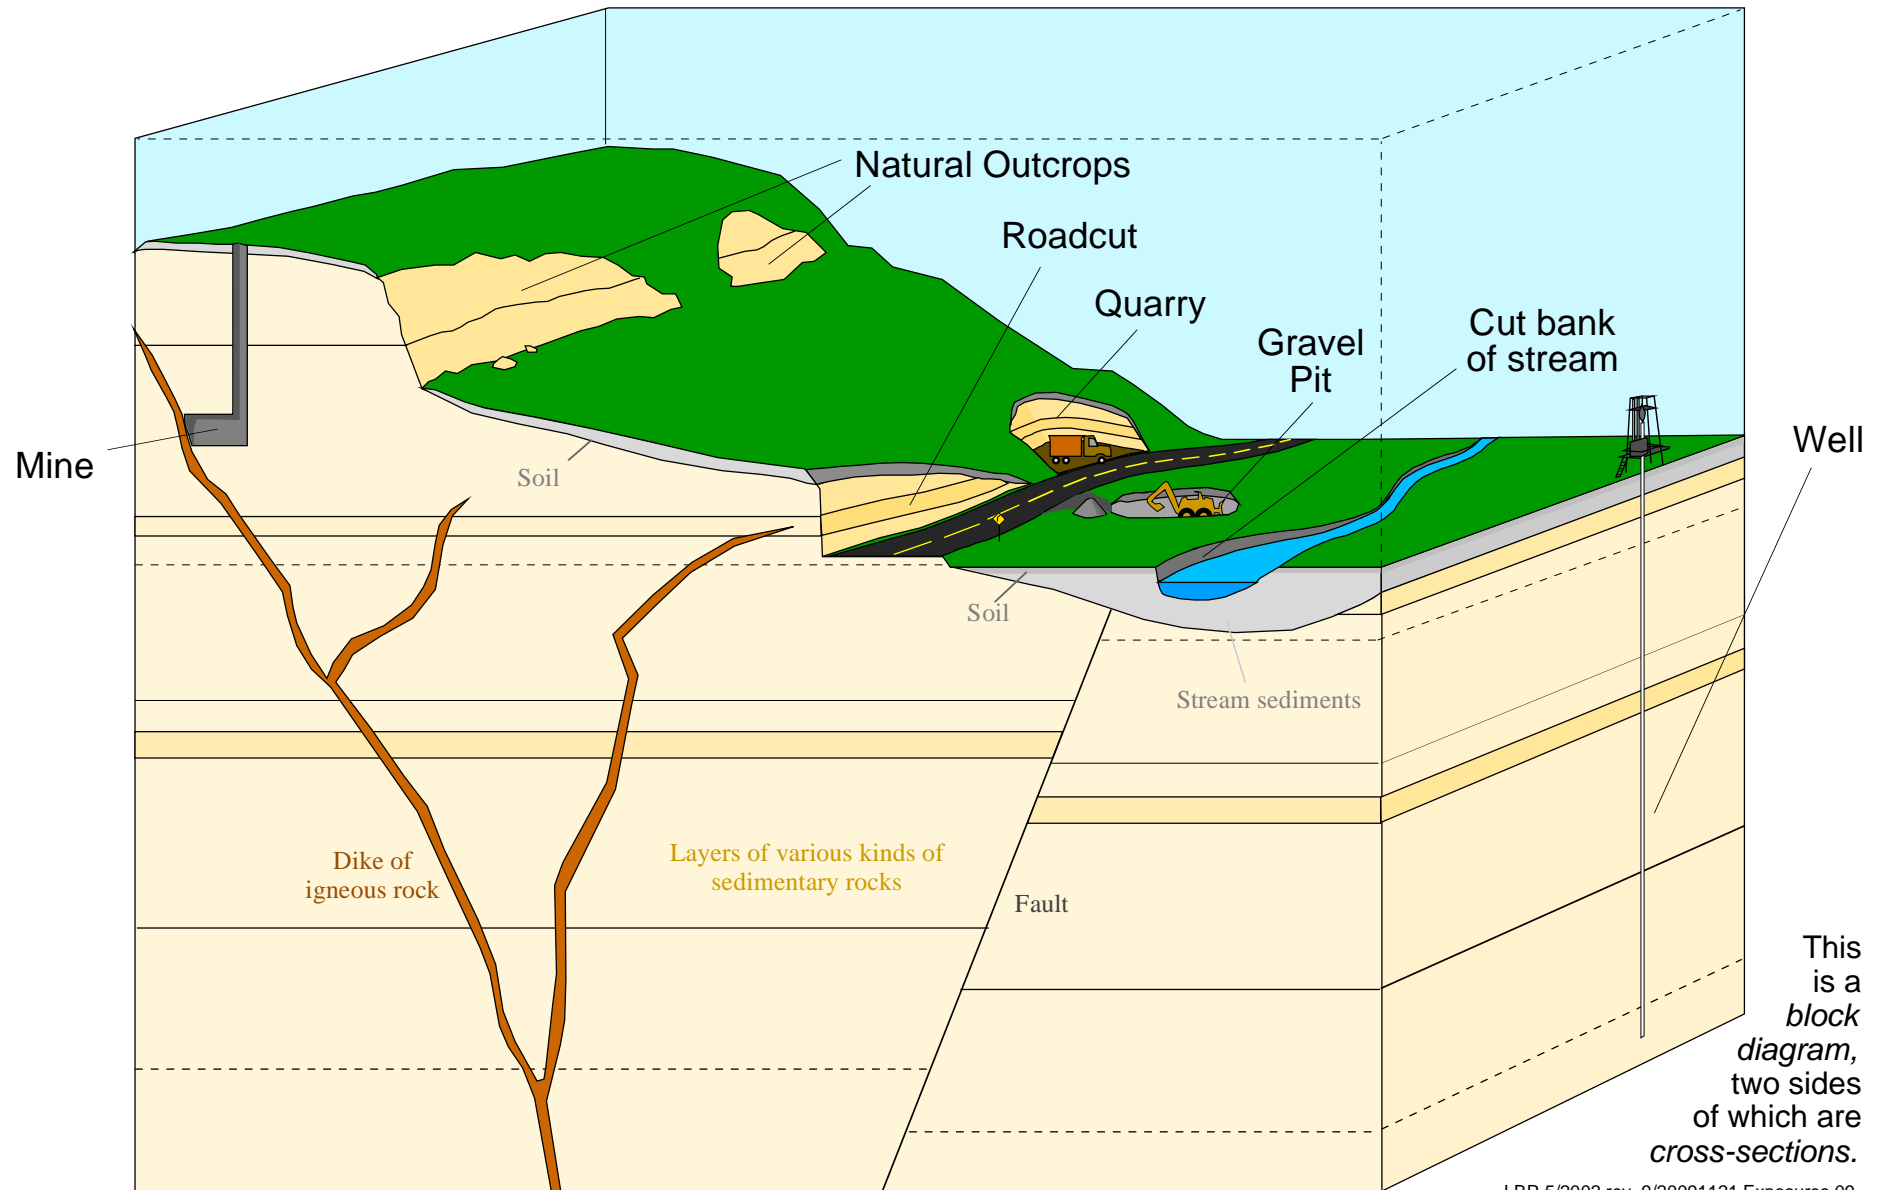 Natural Outcrops
Roadcut
Quarry
Gravel
Pit
Cut bank
of stream
Well
Mine
Soil
Soil
Stream sediments
Dike of
igneous rock
Layers of various kinds of
sedimentary rocks
Fault
This
is a
block
diagram,
two sides
of which are
cross-sections.